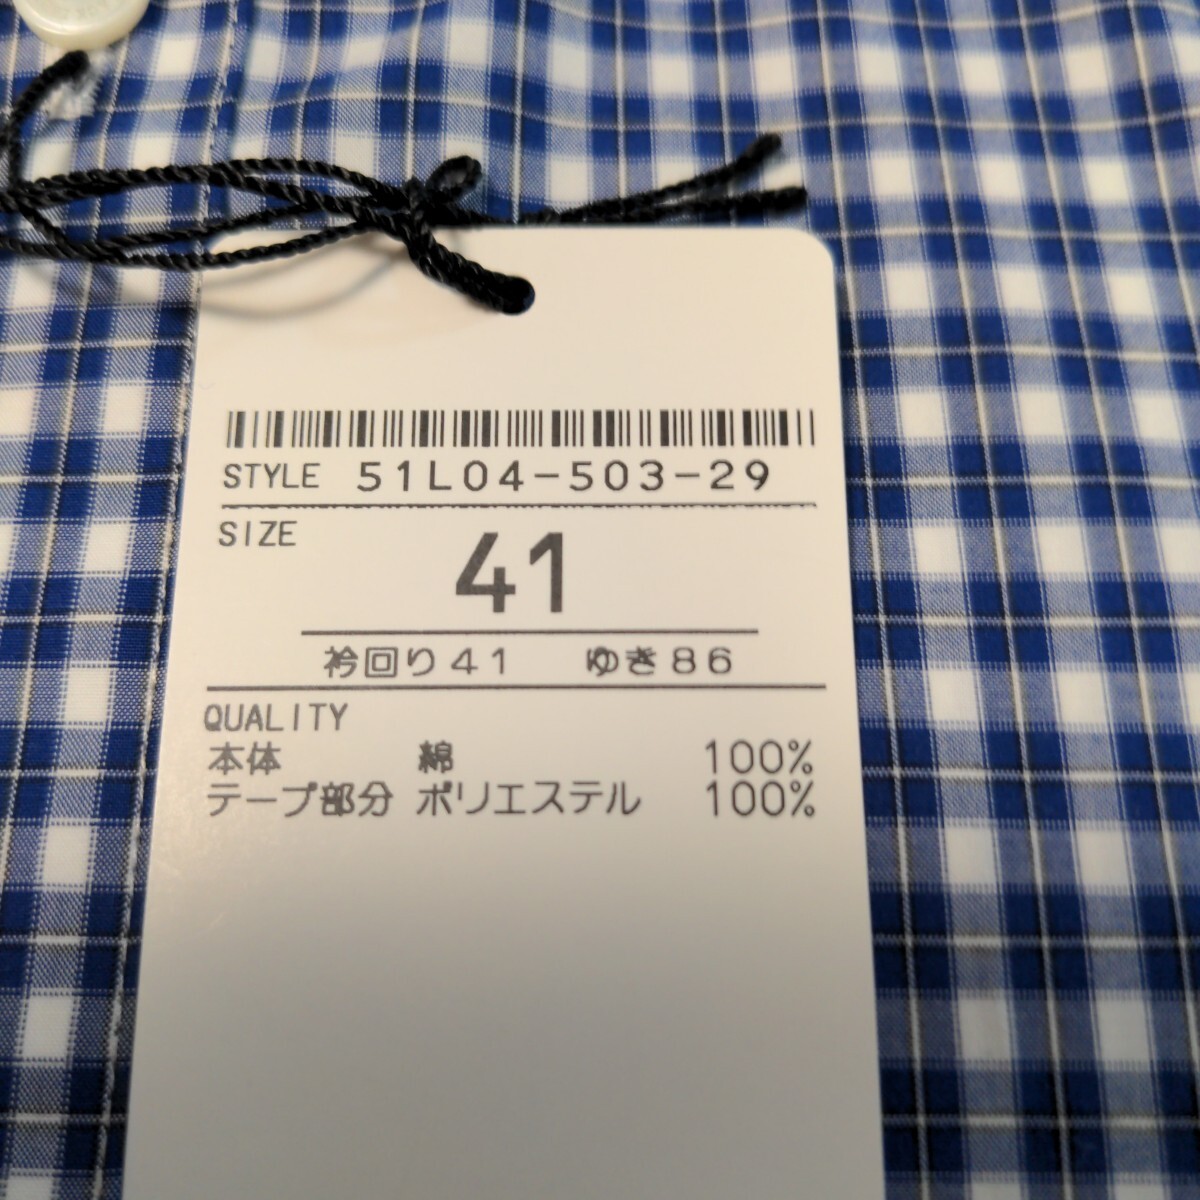 STYLE 51L04-503-29
SIZE
41
衿回り41 ゆき86
QUALITY
本体 綿 100%
テープ部分 ポリエステル 100%